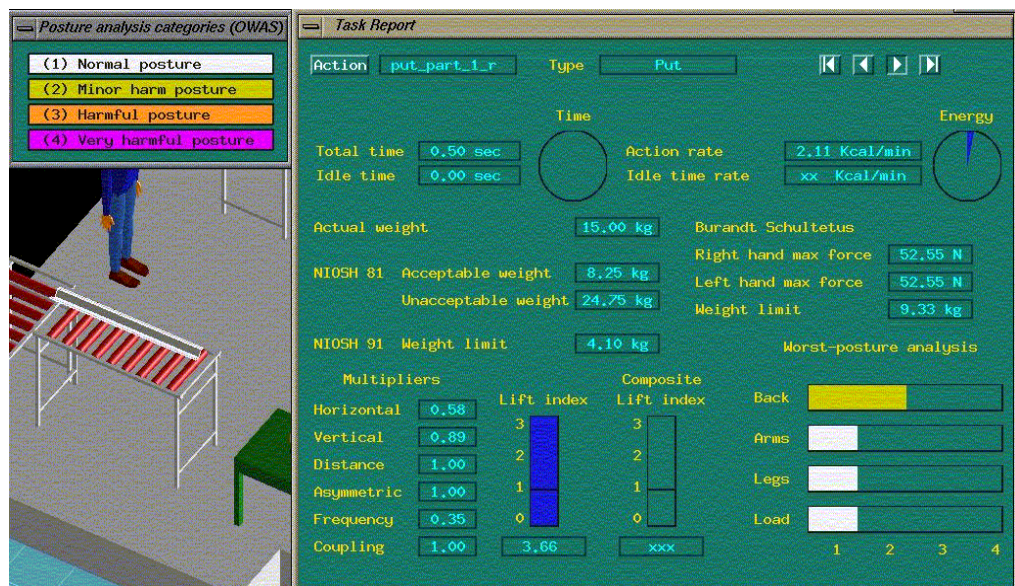 Posture analysis categories (OWAS)
(1) Normal posture
(2) Minor harm posture
(3) Harmful posture
(4) Very harmful posture
Task Report
Action put_part_1_r Type Put
Time Energy
Total time 0.50 sec Action rate 2.11 Kcal/min
Idle time 0.00 sec Idle time rate xx Kcal/min
Actual weight 15.00 kg Burandt Schultetus
Right hand max force 52.55 N
NIOSH 81 Acceptable weight 8.25 kg
Left hand max force 52.55 N
Unacceptable weight 24.75 kg
Weight limit 9.33 kg
NIOSH 91 Weight limit 4.10 kg Worst-posture analysis
Multipliers Composite
Lift index Lift index Back
Horizontal 0.58
3 3
Vertical 0.89 Arms
2 2
Distance 1.00
Legs
Asymmetric 1.00 1 1
Frequency 0.35 0 0 Load
Coupling 1.00 3.66 xxx 1 2 3 4